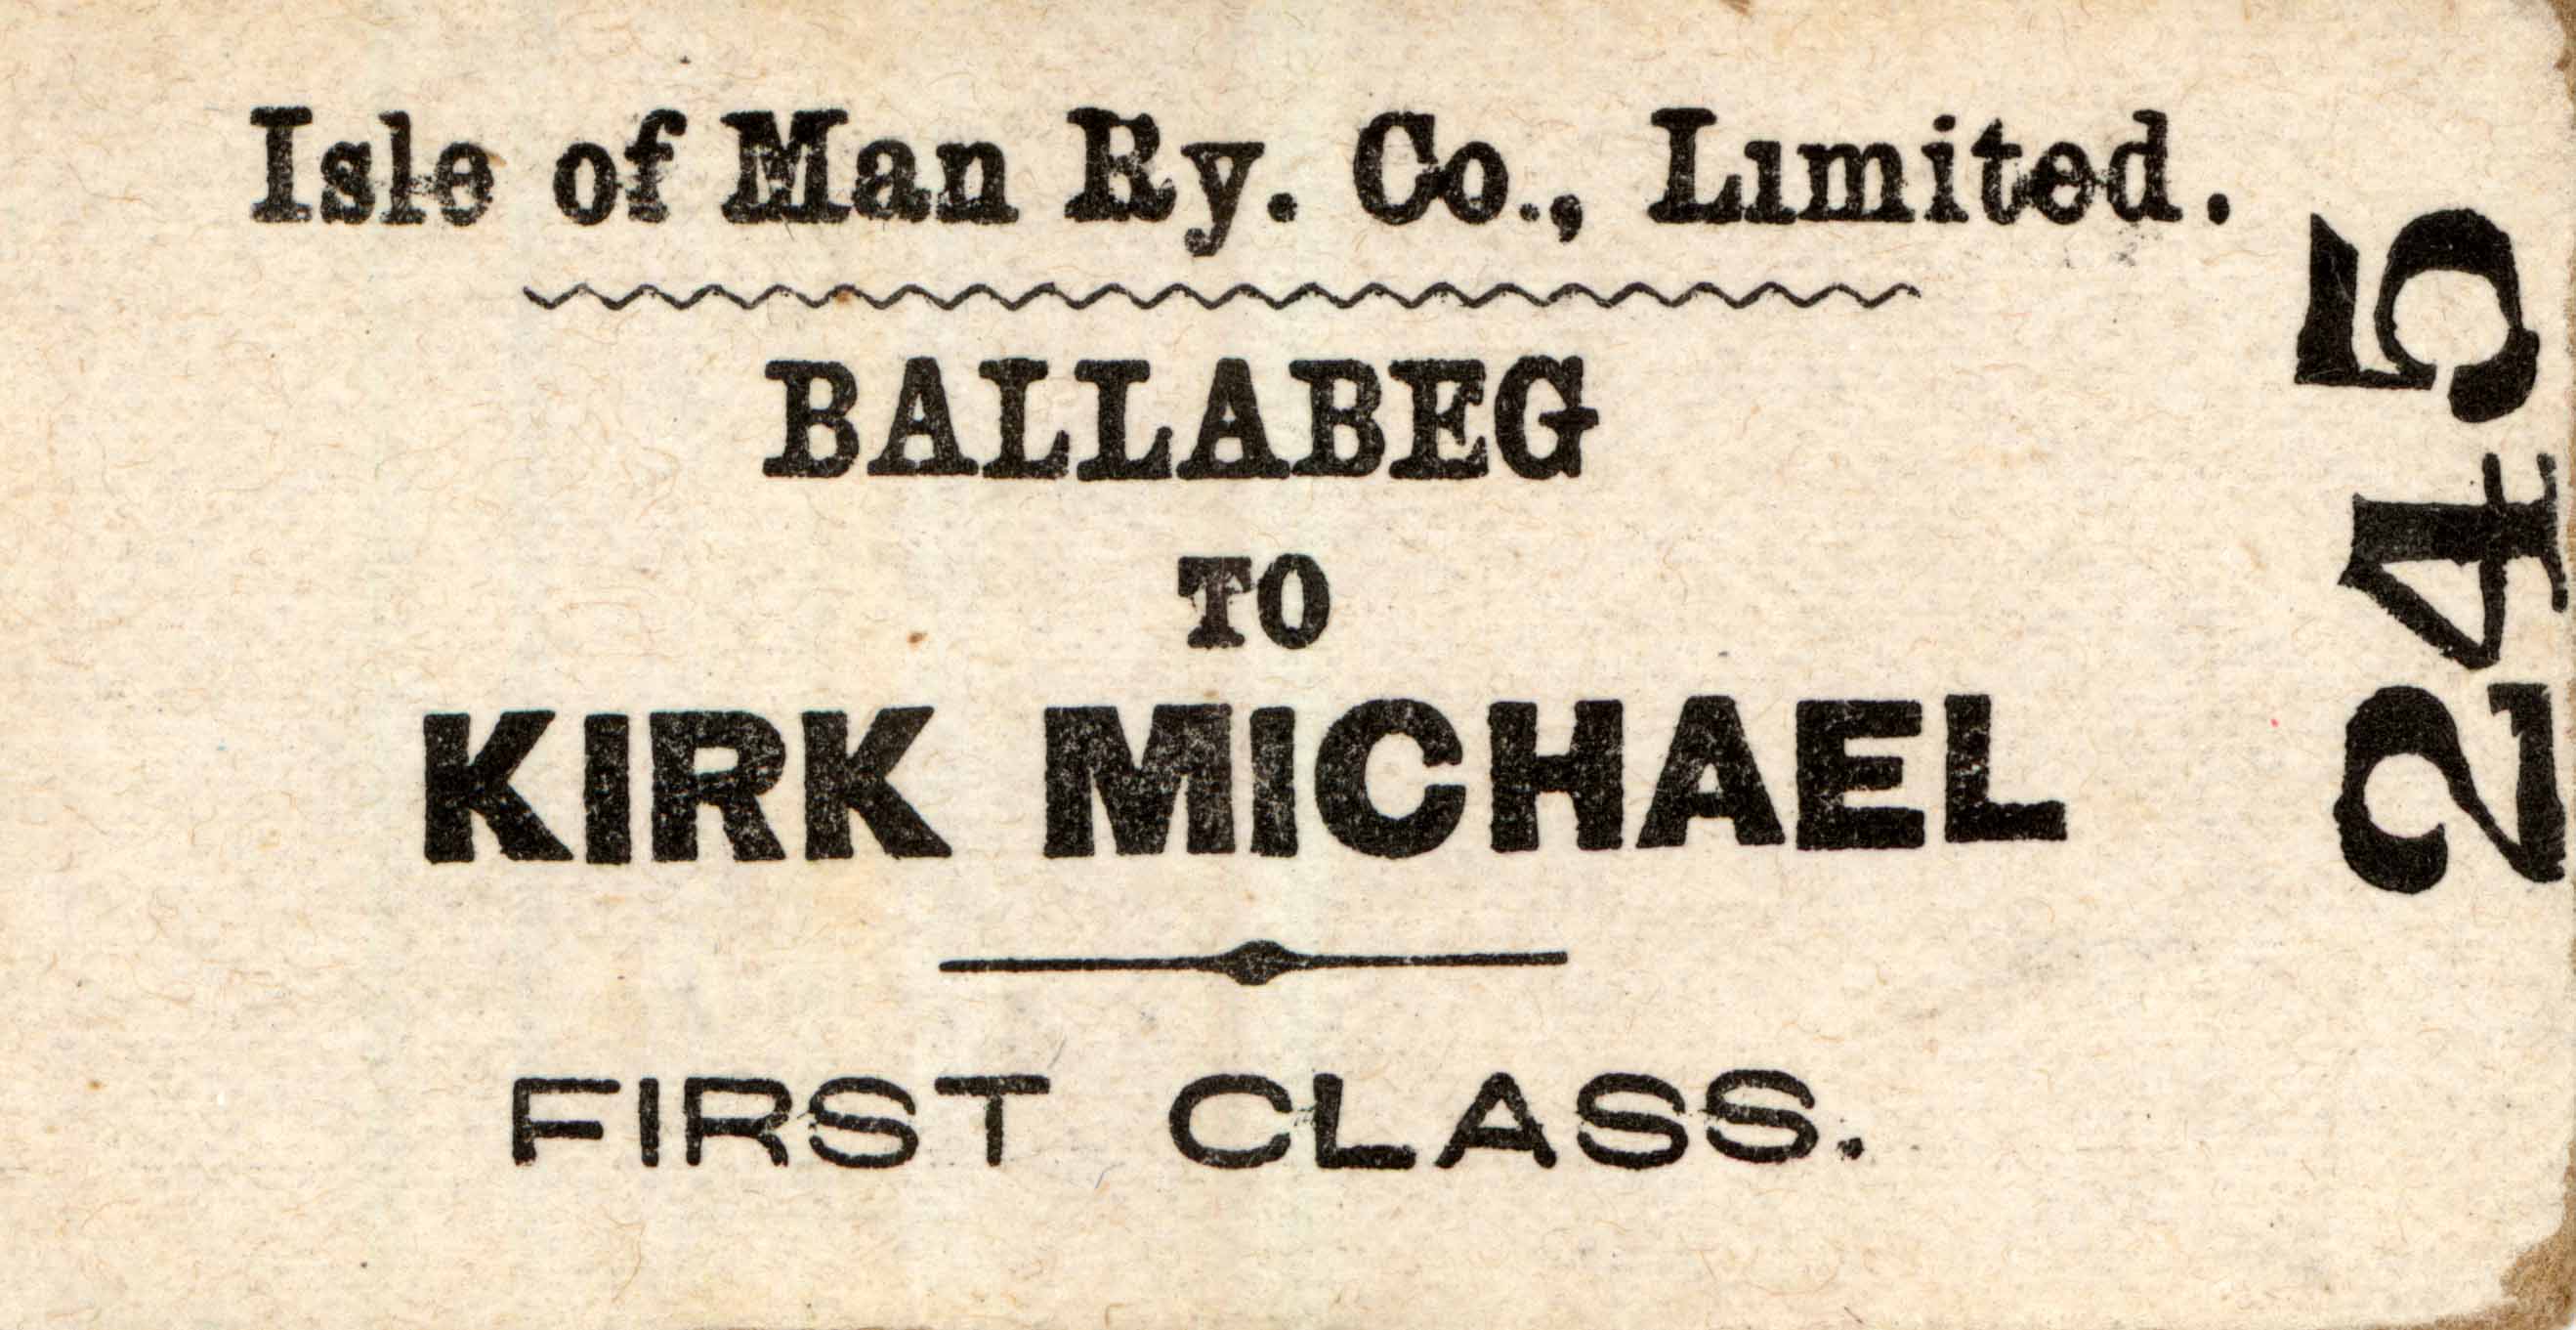 Isle of Man Ry. Co., Limited.
BALLABEG
TO
KIRK MICHAEL
FIRST CLASS.
245